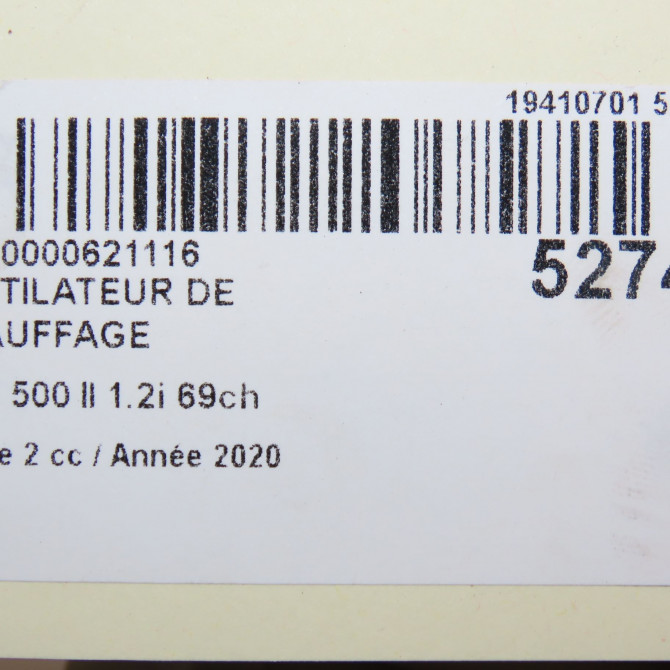 19410701 5
0000621116
5274
TILATEUR DE
AUFFAGE
500 II 1.2i 69ch
e 2 cc / Année 2020